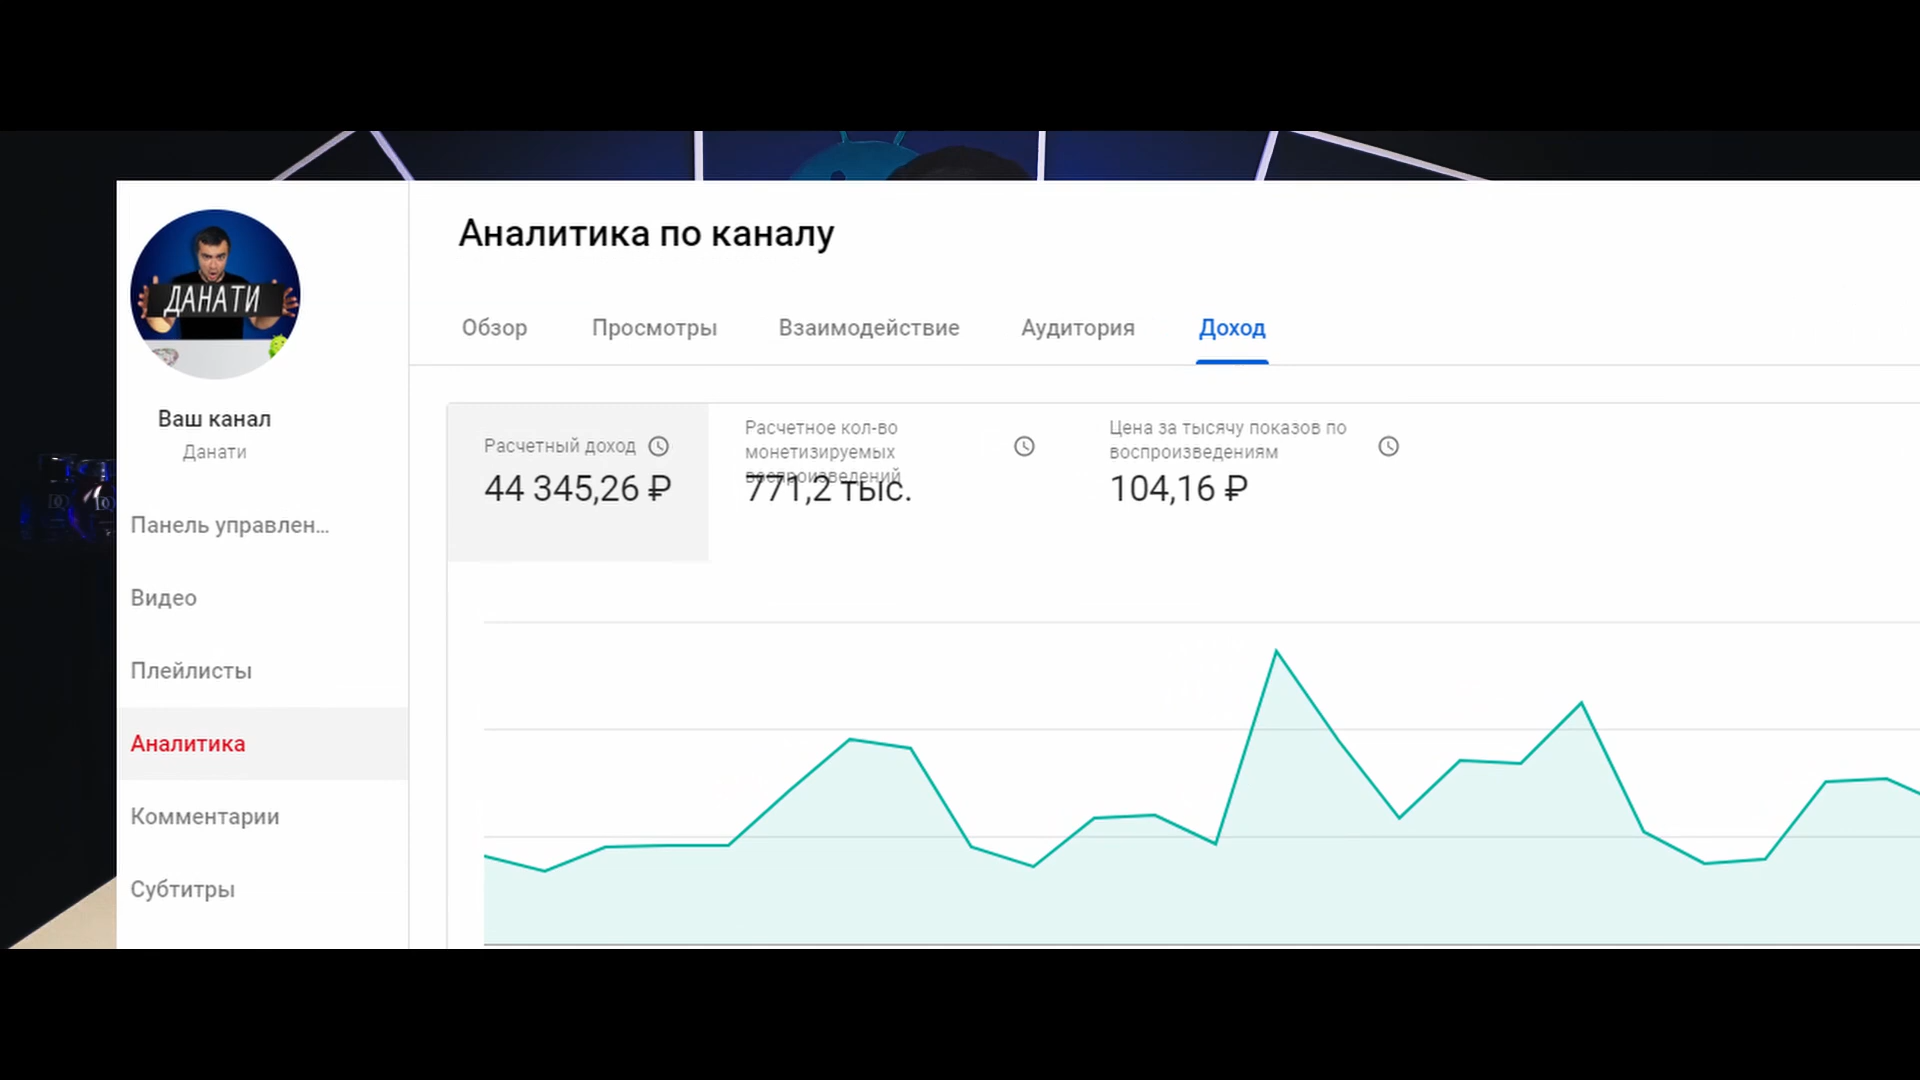 ДАНАТИ
Ваш канал
Данати
Панель управлен...
Видео
Плейлисты
Аналитика
Комментарии
Субтитры
Аналитика по каналу
Обзор
Просмотры
Взаимодействие
Аудитория
Доход
Расчетный доход
44 345,26 ₽
Расчетное кол-во
монетизируемых
воспроизведений
771,2 тыс.
Цена за тысячу показов по
воспроизведениям
104,16 ₽